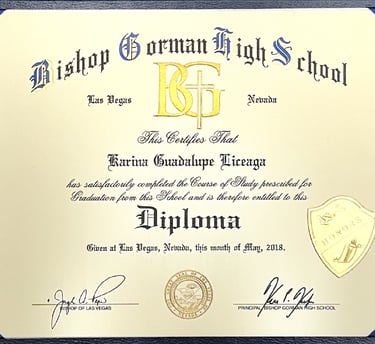 Bishop Gorman High School
BG
Las Vegas Nevada
This Certifies That
Karina Guadalupe Liceaga
has satisfactorily completed the Course of Study prescribed for
Graduation from this School and is therefore entitled to this
Diploma
Given at Las Vegas, Nevada, this month of May, 2018.
HONORS
BISHOP OF LAS VEGAS
PRINCIPAL BISHOP GORMAN HIGH SCHOOL